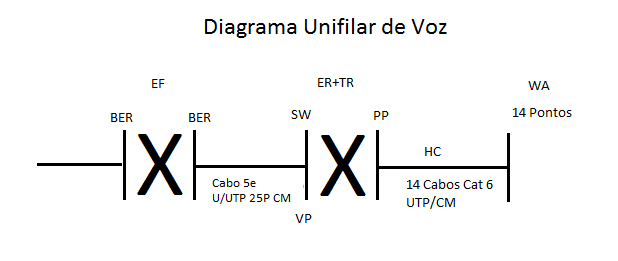 Diagrama Unifilar de Voz
EF
ER+TR
WA
BER
BER
SW
PP
14 Pontos
X
X
HC
Cabo 5e
U/UTP 25P CM
14 Cabos Cat 6
UTP/CM
VP